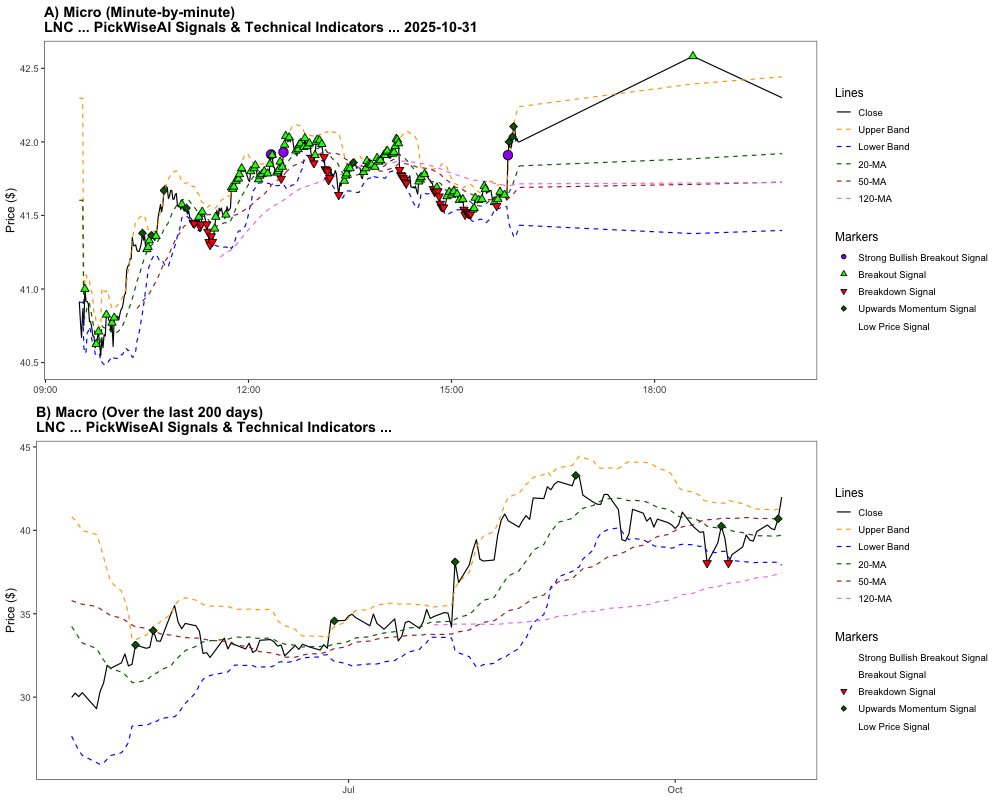 A) Micro (Minute-by-minute)
LNC ... PickWiseAI Signals & Technical Indicators ... 2025-10-31
Price ($)
42.5
42.0
41.5
41.0
40.5
09:00
12:00
15:00
18:00
Lines
Close
Upper Band
Lower Band
20-MA
50-MA
120-MA
Markers
Strong Bullish Breakout Signal
Breakout Signal
Breakdown Signal
Upwards Momentum Signal
Low Price Signal
B) Macro (Over the last 200 days)
LNC ... PickWiseAI Signals & Technical Indicators ...
Price ($)
45
40
35
30
Jul
Oct
Lines
Close
Upper Band
Lower Band
20-MA
50-MA
120-MA
Markers
Strong Bullish Breakout Signal
Breakout Signal
Breakdown Signal
Upwards Momentum Signal
Low Price Signal